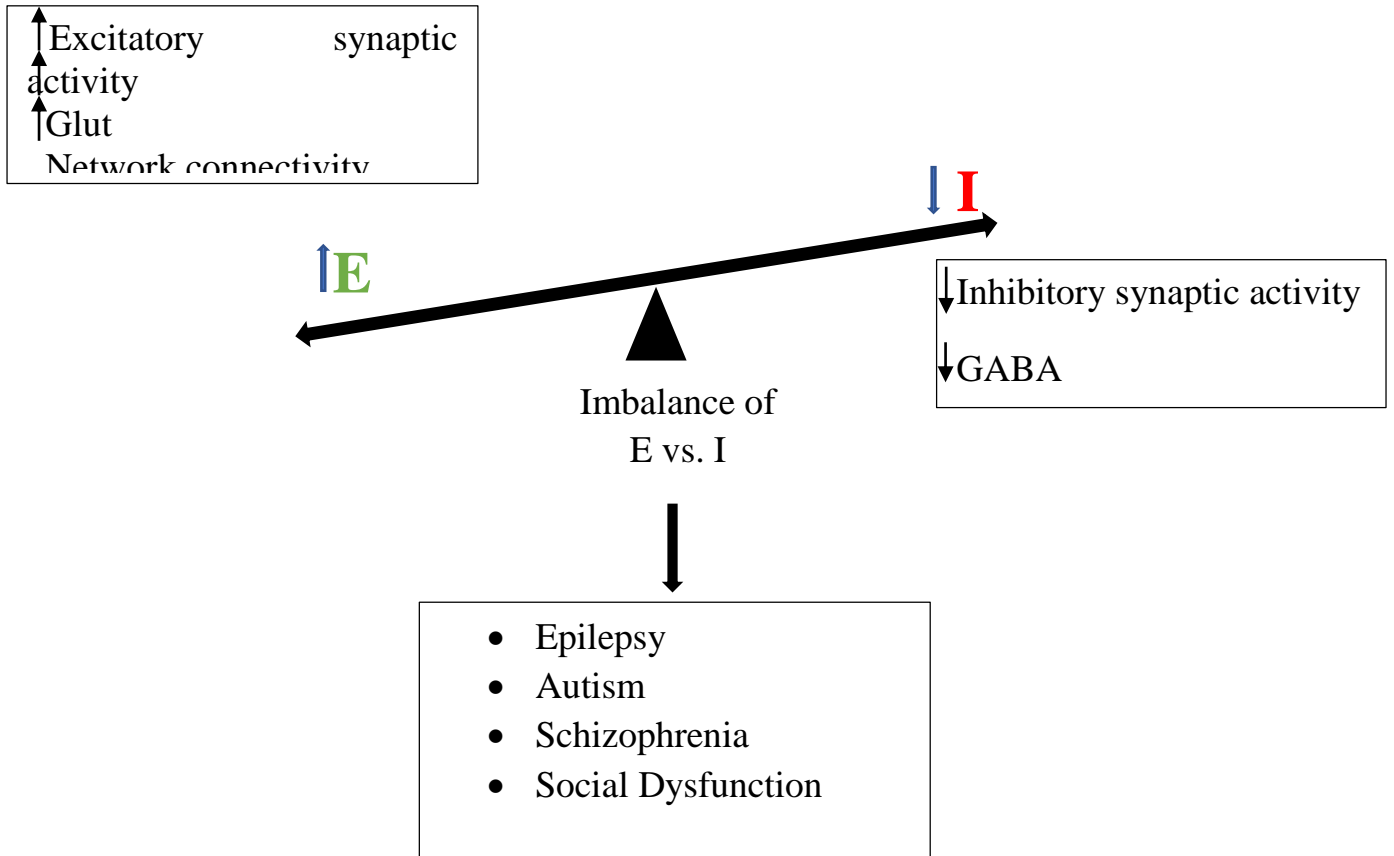 Excitatory synaptic
activity
Glut
Network connectivity
I
E
Inhibitory synaptic activity
GABA
Imbalance of
E vs. I
• Epilepsy
• Autism
• Schizophrenia
• Social Dysfunction